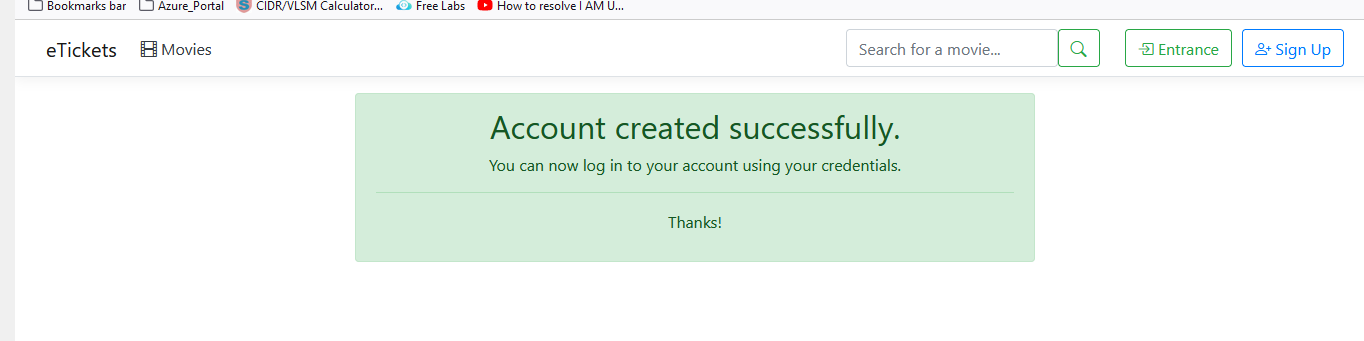 Bookmarks bar Azure_Portal CIDR/VLSM Calculator... Free Labs How to resolve I AM U...
eTickets Movies Search for a movie... Entrance Sign Up
Account created successfully.
You can now log in to your account using your credentials.
Thanks!